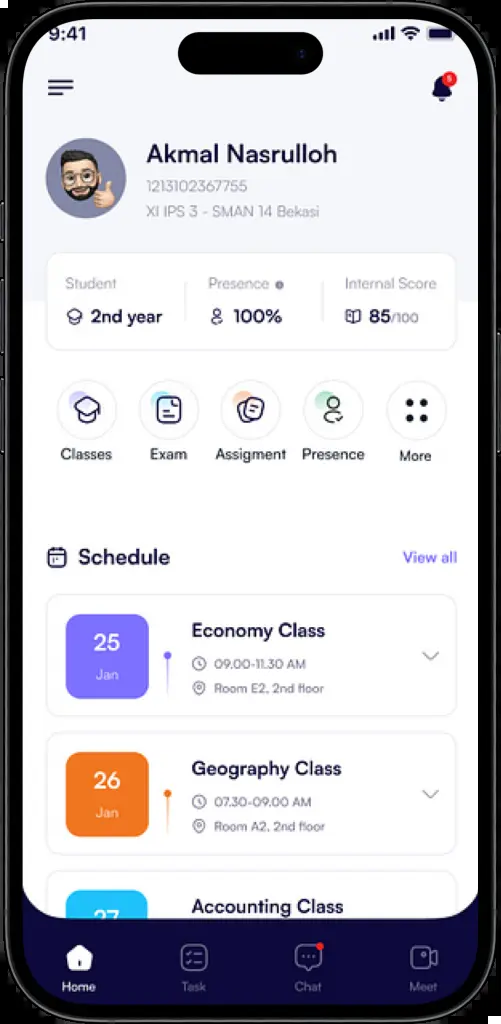 9:41
5
Akmal Nasrulloh
1213102367755
XI IPS 3 - SMAN 14 Bekasi
Student Presence Internal Score
2nd year 100% 85/100
Classes Exam Assigment Presence More
Schedule View all
25
Jan
Economy Class
09.00-11.30 AM
Room E2, 2nd floor
26
Jan
Geography Class
07.30-09.00 AM
Room A2, 2nd floor
27
Accounting Class
Home Task Chat Meet